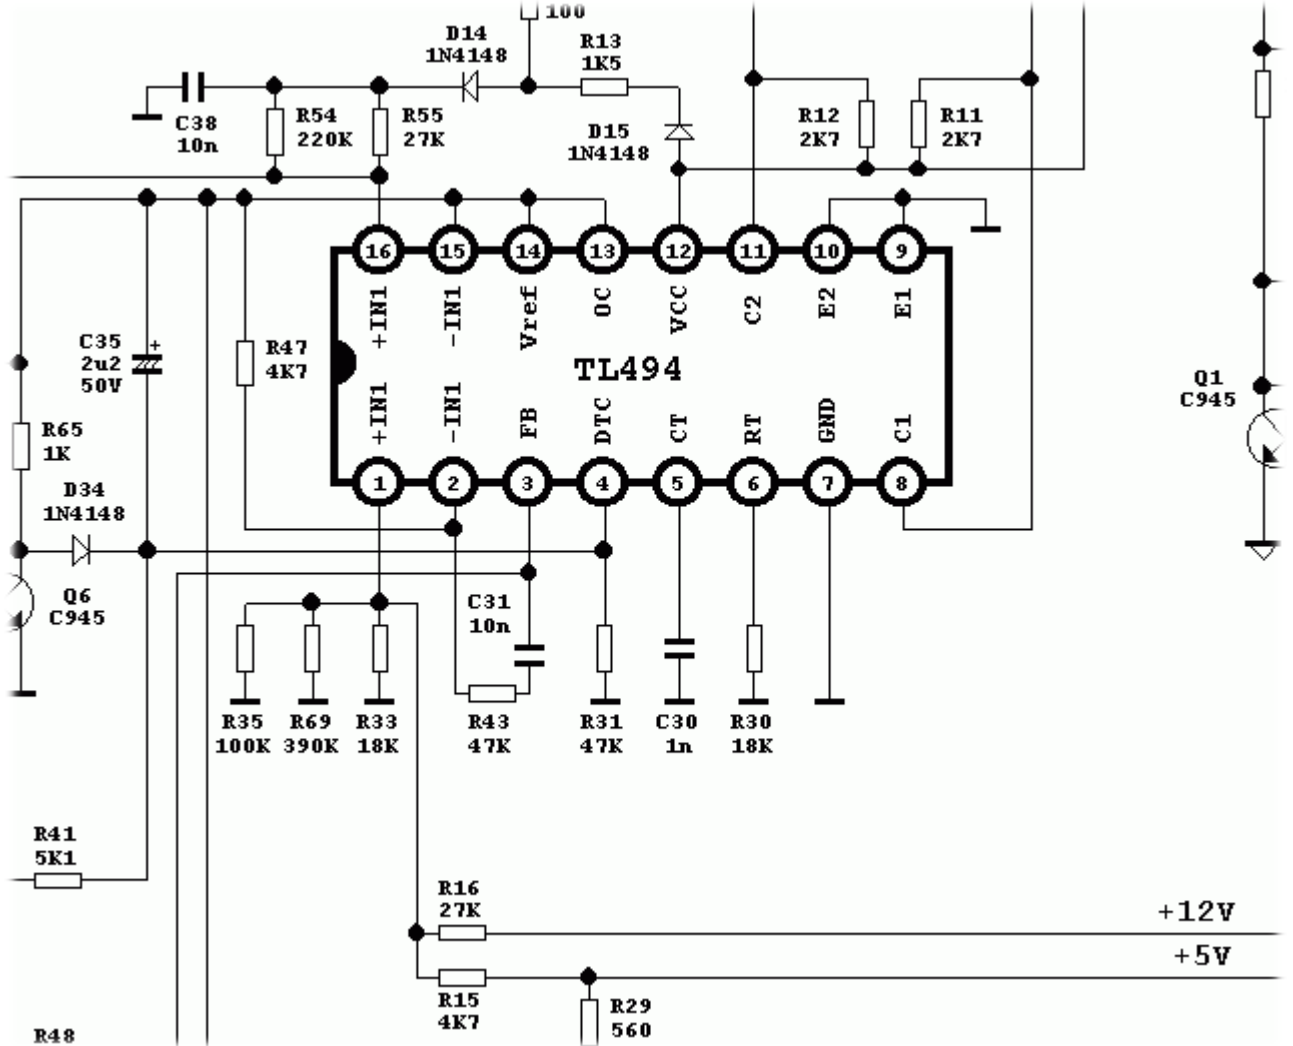 100
D14
1N4148
R13
1K5
C38
10n
R54
220K
R55
27K
D15
1N4148
R12
2K7
R11
2K7
16
15
14
13
12
11
10
9
+IN1
-IN1
Vref
OC
VCC
C2
E2
E1
C35
2u2
50V
+
R47
4K7
TL494
Q1
C945
+IN1
-IN1
FB
DTC
CT
RT
GND
C1
R65
1K
1
2
3
4
5
6
7
8
D34
1N4148
Q6
C945
C31
10n
R35
100K
R69
390K
R33
18K
R43
47K
R31
47K
C30
1n
R30
18K
R41
5K1
R16
27K
+12V
+5V
R15
4K7
R29
560
R48